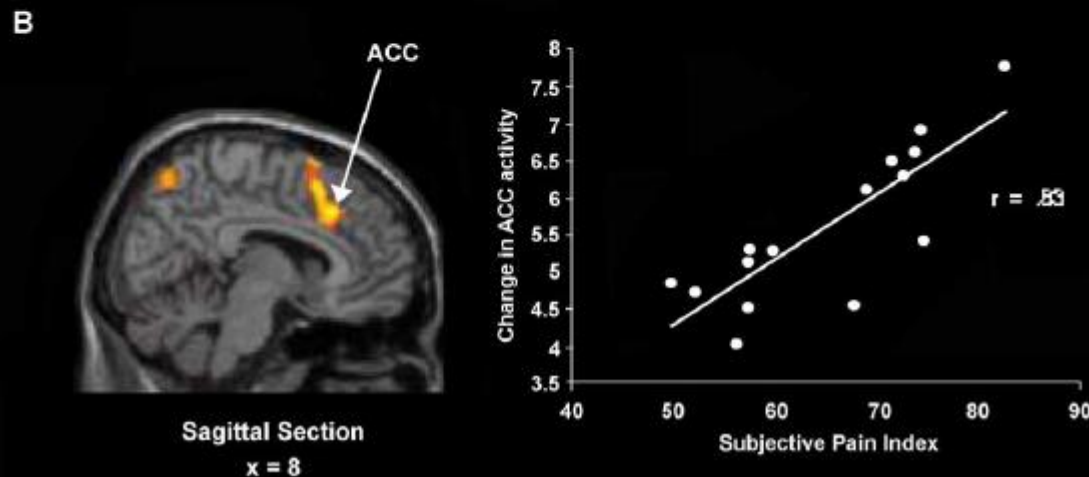 B
ACC
Sagittal Section
x = 8
Change in ACC activity
8
7.5
7
6.5
6
5.5
5
4.5
4
3.5
r = .83
40 50 60 70 80 90
Subjective Pain Index